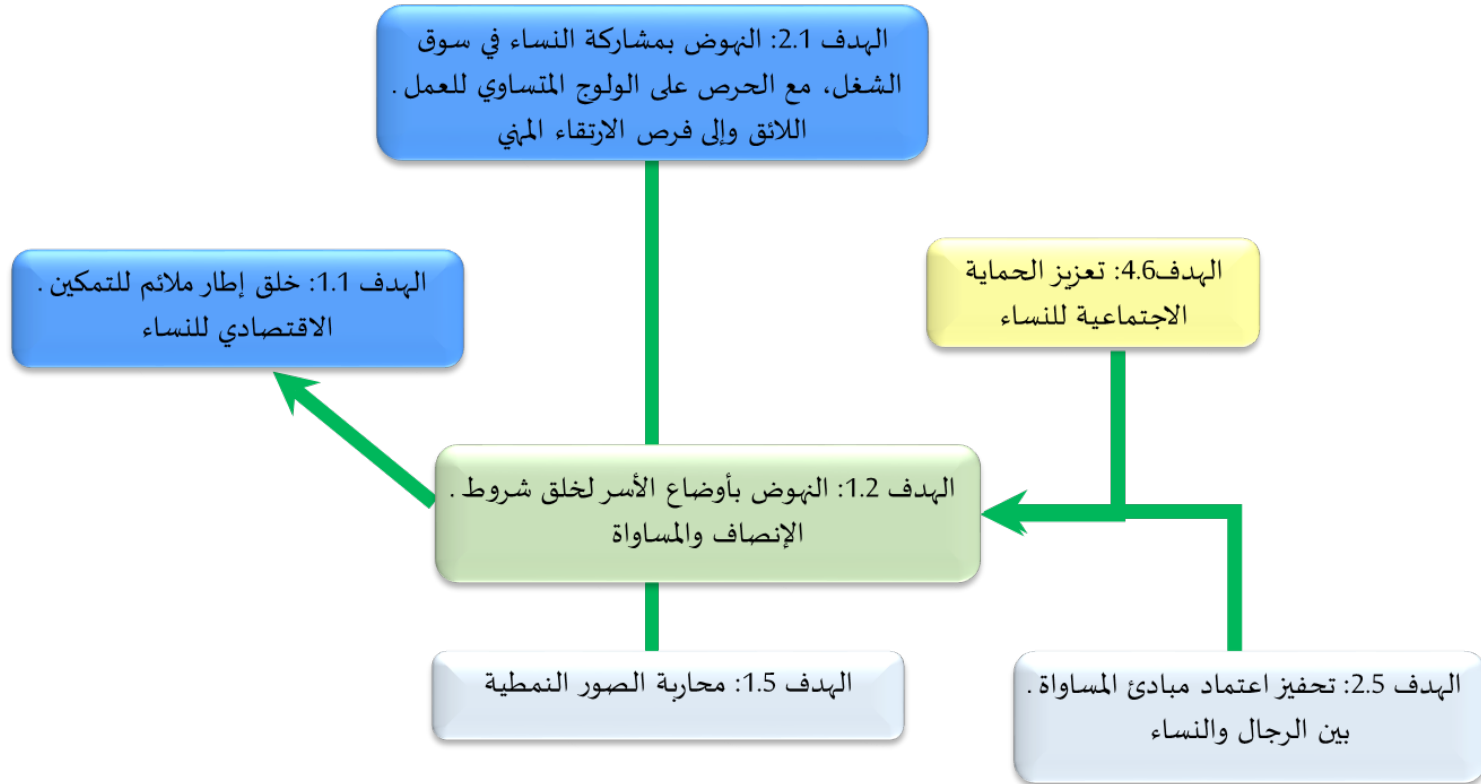 الهدف 2.1: النهوض بمشاركة النساء في سوق
الشغل، مع الحرص على الولوج المتساوي للعمل .
اللائق وإلى فرص الارتقاء المهني
الهدف 1.1: خلق إطار ملائم للتمكين .
الاقتصادي للنساء
الهدف4.6: تعزيز الحماية
الاجتماعية للنساء
الهدف 1.2: النهوض بأوضاع الأسر لخلق شروط .
الإنصاف والمساواة
الهدف 1.5: محاربة الصور النمطية
الهدف 2.5: تحفيز اعتماد مبادئ المساواة .
بين الرجال والنساء